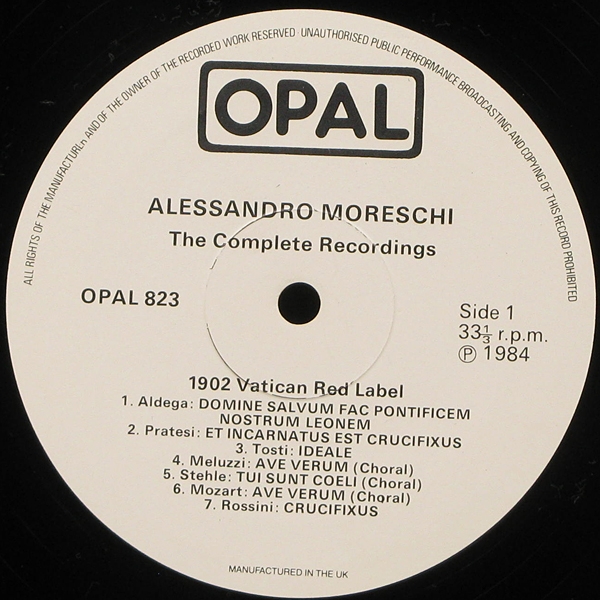 ALL RIGHTS OF THE MANUFACTURER AND OF THE OWNER OF THE RECORDED WORK RESERVED · UNAUTHORISED PUBLIC PERFORMANCE BROADCASTING AND COPYING OF THIS RECORD PROHIBITED
OPAL
ALESSANDRO MORESCHI
The Complete Recordings
OPAL 823
Side 1
33⅓ r.p.m.
℗ 1984
1902 Vatican Red Label
1. Aldega: DOMINE SALVUM FAC PONTIFICEM
NOSTRUM LEONEM
2. Pratesi: ET INCARNATUS EST CRUCIFIXUS
3. Tosti: IDEALE
4. Meluzzi: AVE VERUM (Choral)
5. Stehle: TUI SUNT COELI (Choral)
6. Mozart: AVE VERUM (Choral)
7. Rossini: CRUCIFIXUS
MANUFACTURED IN THE UK